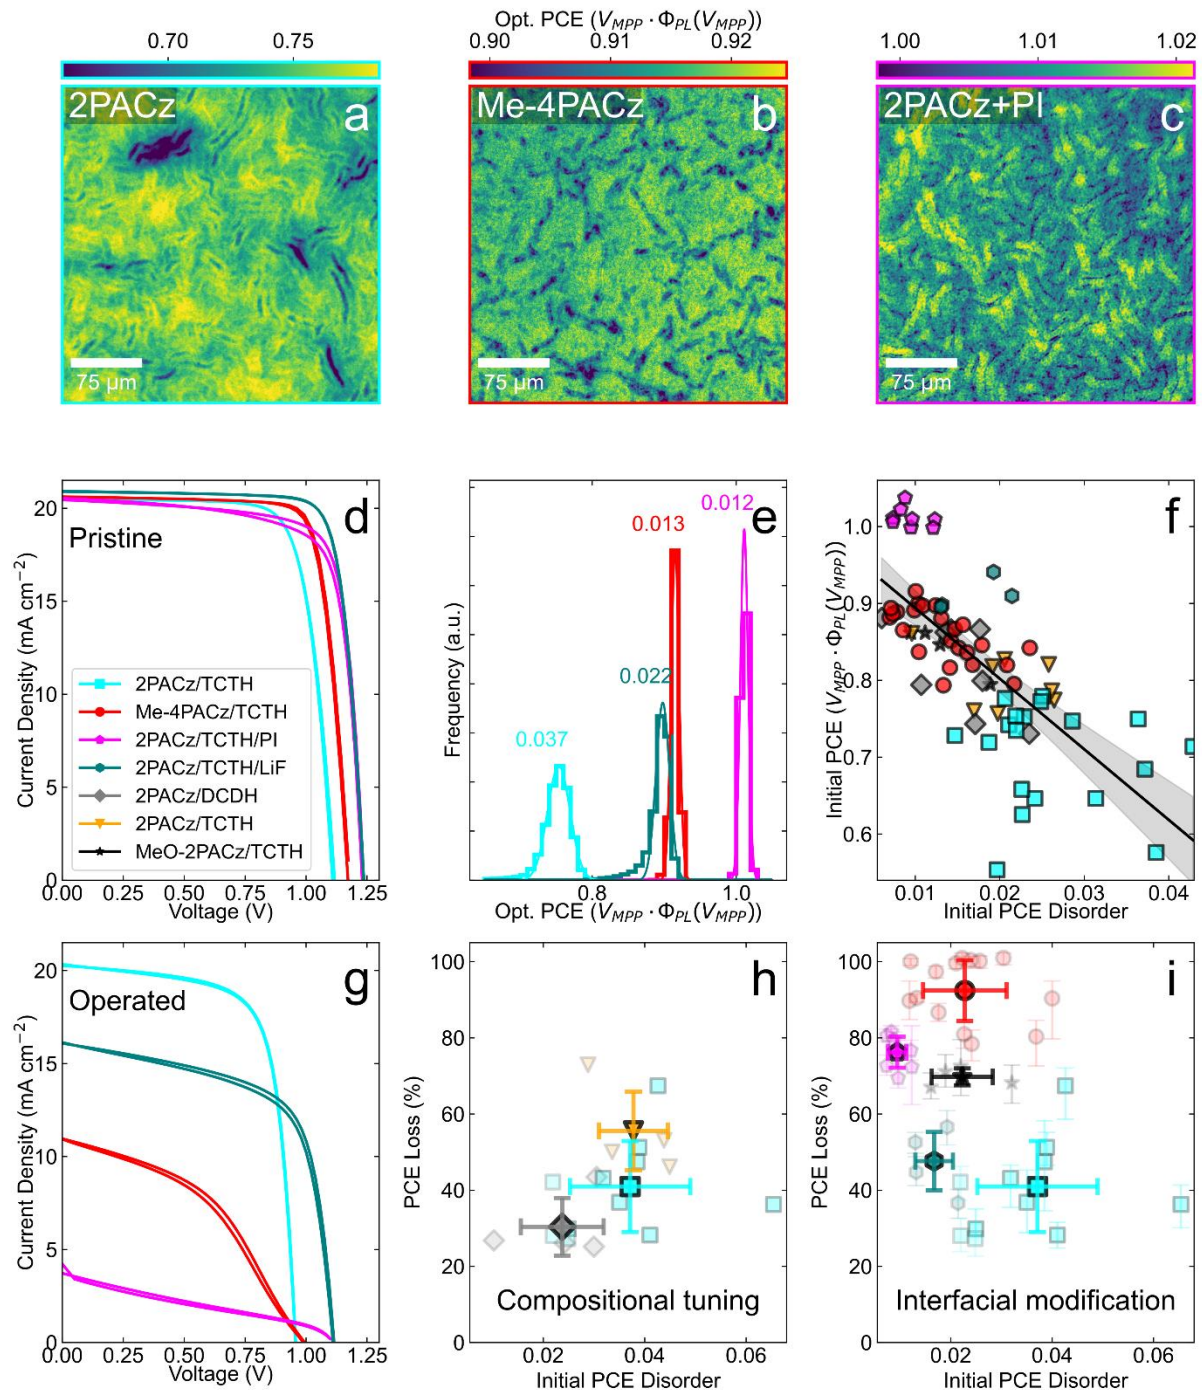 Opt. PCE (V_MPP · Φ_PL(V_MPP))
0.70 0.75
0.90 0.91 0.92
1.00 1.01 1.02
2PACz a
Me-4PACz b
2PACz+PI c
75 µm
75 µm
75 µm
20
15
10
5
0
Current Density (mA cm⁻²)
d
Pristine
2PACz/TCTH
Me-4PACz/TCTH
2PACz/TCTH/PI
2PACz/TCTH/LiF
2PACz/DCDH
2PACz/TCTH
MeO-2PACz/TCTH
0.00 0.25 0.50 0.75 1.00 1.25
Voltage (V)
Frequency (a.u.)
e
0.012
0.013
0.022
0.037
0.8 1.0
Opt. PCE (V_MPP · Φ_PL(V_MPP))
Initial PCE (V_MPP · Φ_PL(V_MPP))
f
1.0
0.9
0.8
0.7
0.6
0.01 0.02 0.03 0.04
Initial PCE Disorder
20
15
10
5
0
Current Density (mA cm⁻²)
g
Operated
0.00 0.25 0.50 0.75 1.00 1.25
Voltage (V)
100
80
60
40
20
0
PCE Loss (%)
h
Compositional tuning
0.02 0.04 0.06
Initial PCE Disorder
100
80
60
40
20
0
PCE Loss (%)
i
Interfacial modification
0.02 0.04 0.06
Initial PCE Disorder